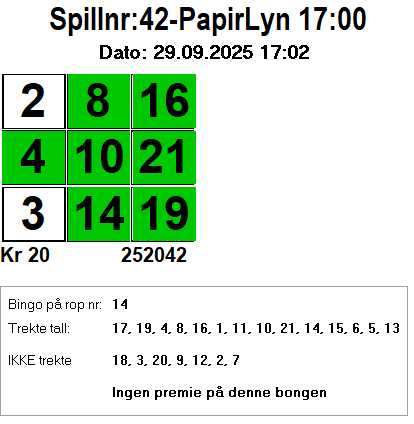 Spillnr:42-PapirLyn 17:00
Dato: 29.09.2025 17:02
2 8 16
4 10 21
3 14 19
Kr 20 252042
Bingo på rop nr: 14
Trekte tall: 17, 19, 4, 8, 16, 1, 11, 10, 21, 14, 15, 6, 5, 13
IKKE trekte 18, 3, 20, 9, 12, 2, 7
Ingen premie på denne bongen